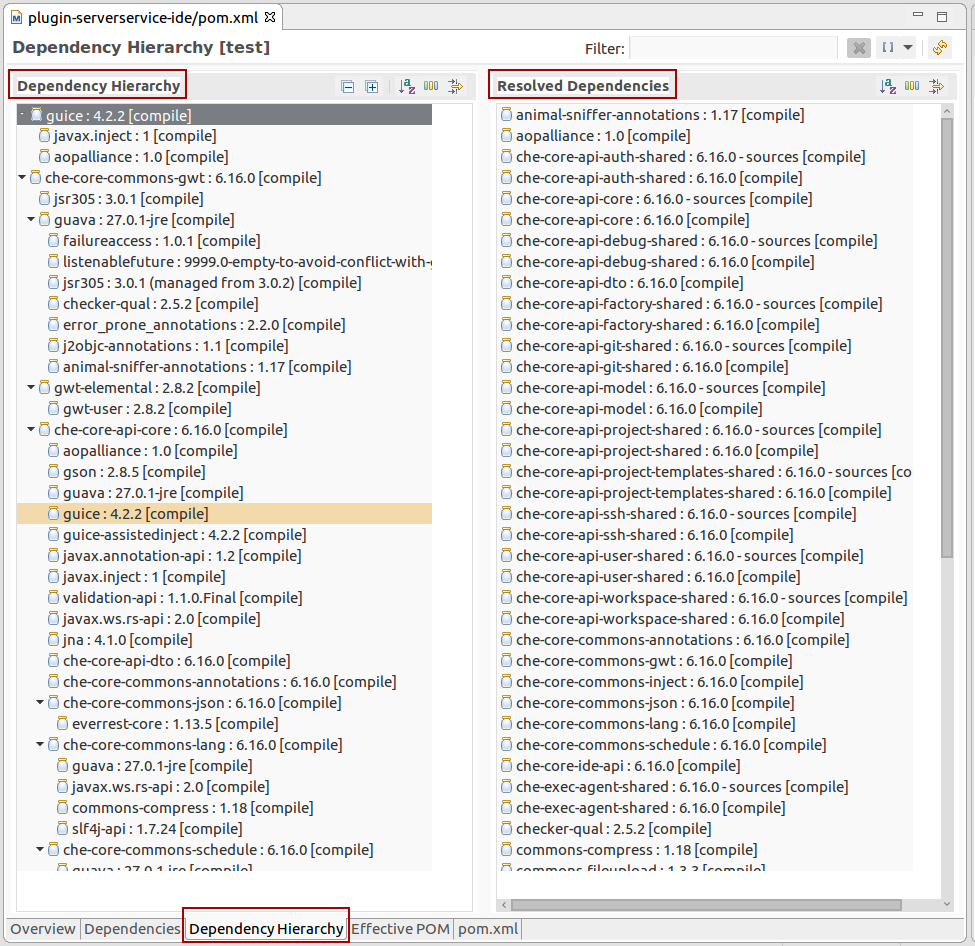 plugin-serverservice-ide/pom.xml
Dependency Hierarchy [test]
Filter:
Dependency Hierarchy
guice : 4.2.2 [compile]
javax.inject : 1 [compile]
aopalliance : 1.0 [compile]
che-core-commons-gwt : 6.16.0 [compile]
jsr305 : 3.0.1 [compile]
guava : 27.0.1-jre [compile]
failureaccess : 1.0.1 [compile]
listenablefuture : 9999.0-empty-to-avoid-conflict-with-g
jsr305 : 3.0.1 (managed from 3.0.2) [compile]
checker-qual : 2.5.2 [compile]
error_prone_annotations : 2.2.0 [compile]
j2objc-annotations : 1.1 [compile]
animal-sniffer-annotations : 1.17 [compile]
gwt-elemental : 2.8.2 [compile]
gwt-user : 2.8.2 [compile]
che-core-api-core : 6.16.0 [compile]
aopalliance : 1.0 [compile]
gson : 2.8.5 [compile]
guava : 27.0.1-jre [compile]
guice : 4.2.2 [compile]
guice-assistedinject : 4.2.2 [compile]
javax.annotation-api : 1.2 [compile]
javax.inject : 1 [compile]
validation-api : 1.1.0.Final [compile]
javax.ws.rs-api : 2.0 [compile]
jna : 4.1.0 [compile]
che-core-api-dto : 6.16.0 [compile]
che-core-commons-annotations : 6.16.0 [compile]
che-core-commons-json : 6.16.0 [compile]
everrest-core : 1.13.5 [compile]
che-core-commons-lang : 6.16.0 [compile]
guava : 27.0.1-jre [compile]
javax.ws.rs-api : 2.0 [compile]
commons-compress : 1.18 [compile]
slf4j-api : 1.7.24 [compile]
che-core-commons-schedule : 6.16.0 [compile]
guava : 27.0.1-jre [compile]
Resolved Dependencies
animal-sniffer-annotations : 1.17 [compile]
aopalliance : 1.0 [compile]
che-core-api-auth-shared : 6.16.0 - sources [compile]
che-core-api-auth-shared : 6.16.0 [compile]
che-core-api-core : 6.16.0 - sources [compile]
che-core-api-core : 6.16.0 [compile]
che-core-api-debug-shared : 6.16.0 - sources [compile]
che-core-api-debug-shared : 6.16.0 [compile]
che-core-api-dto : 6.16.0 [compile]
che-core-api-factory-shared : 6.16.0 - sources [compile]
che-core-api-factory-shared : 6.16.0 [compile]
che-core-api-git-shared : 6.16.0 - sources [compile]
che-core-api-git-shared : 6.16.0 [compile]
che-core-api-model : 6.16.0 - sources [compile]
che-core-api-model : 6.16.0 [compile]
che-core-api-project-shared : 6.16.0 - sources [compile]
che-core-api-project-shared : 6.16.0 [compile]
che-core-api-project-templates-shared : 6.16.0 - sources [co
che-core-api-project-templates-shared : 6.16.0 [compile]
che-core-api-ssh-shared : 6.16.0 - sources [compile]
che-core-api-ssh-shared : 6.16.0 [compile]
che-core-api-user-shared : 6.16.0 - sources [compile]
che-core-api-user-shared : 6.16.0 [compile]
che-core-api-workspace-shared : 6.16.0 - sources [compile]
che-core-api-workspace-shared : 6.16.0 [compile]
che-core-commons-annotations : 6.16.0 [compile]
che-core-commons-gwt : 6.16.0 [compile]
che-core-commons-inject : 6.16.0 [compile]
che-core-commons-json : 6.16.0 [compile]
che-core-commons-lang : 6.16.0 [compile]
che-core-commons-schedule : 6.16.0 [compile]
che-core-ide-api : 6.16.0 [compile]
che-exec-agent-shared : 6.16.0 - sources [compile]
che-exec-agent-shared : 6.16.0 [compile]
checker-qual : 2.5.2 [compile]
commons-compress : 1.18 [compile]
commons-fileupload : 1.3.3 [compile]
Overview Dependencies Dependency Hierarchy Effective POM pom.xml